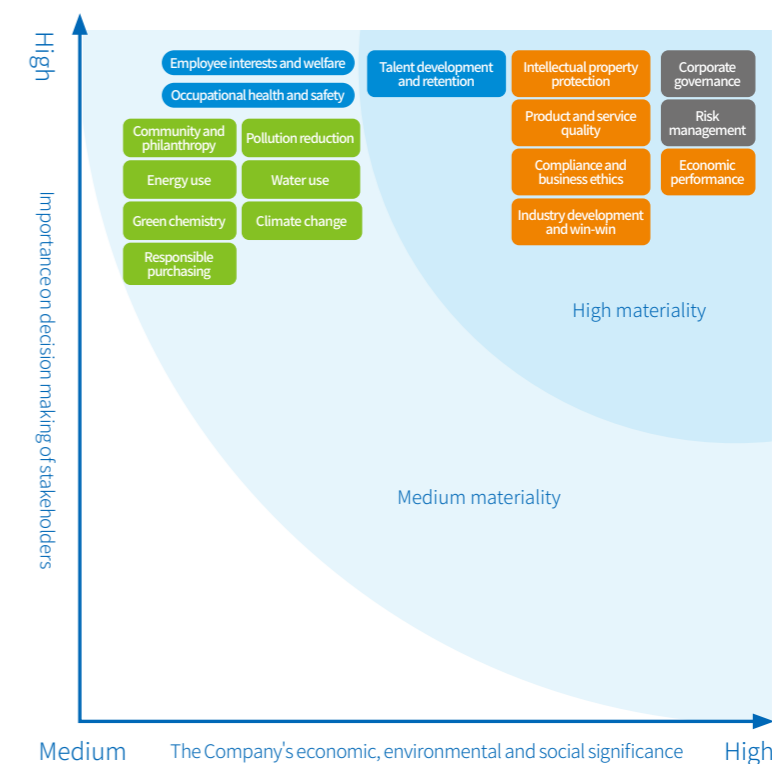 High
Importance on decision making of stakeholders
Employee interests and welfare
Occupational health and safety
Talent development
and retention
Intellectual property
protection
Corporate
governance
Product and service
quality
Risk
management
Community and
philanthropy
Pollution reduction
Compliance and
business ethics
Economic
performance
Energy use
Water use
Green chemistry
Climate change
Industry development
and win-win
Responsible
purchasing
High materiality
Medium materiality
Medium
The Company's economic, environmental and social significance
High